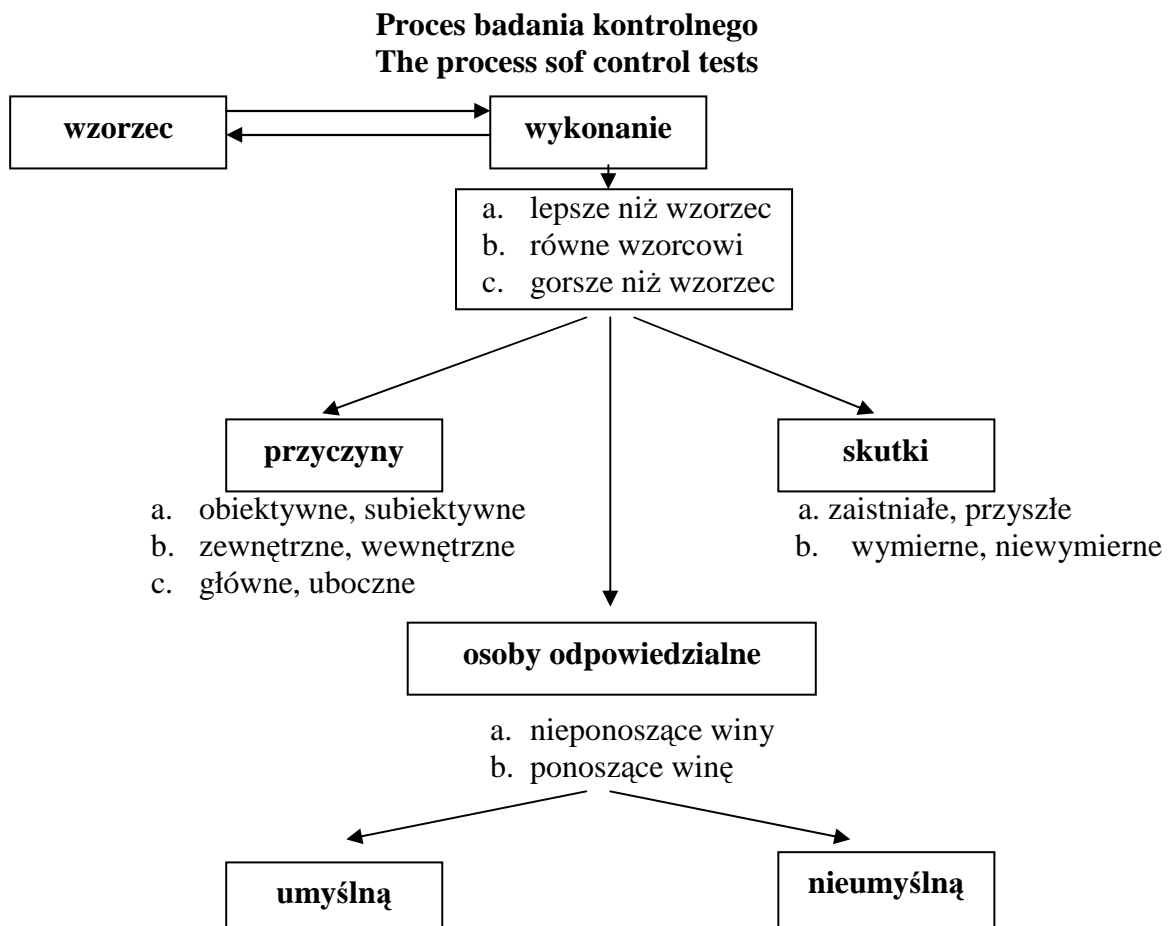 Proces badania kontrolnego
The process sof control tests
wzorzec
wykonanie
a. lepsze niż wzorzec
b. równe wzorcowi
c. gorsze niż wzorzec
przyczyny
a. obiektywne, subiektywne
b. zewnętrzne, wewnętrzne
c. główne, uboczne
skutki
a. zaistniałe, przyszłe
b. wymierne, niewymierne
osoby odpowiedzialne
a. nieponoszące winy
b. ponoszące winę
umyślną
nieumyślną